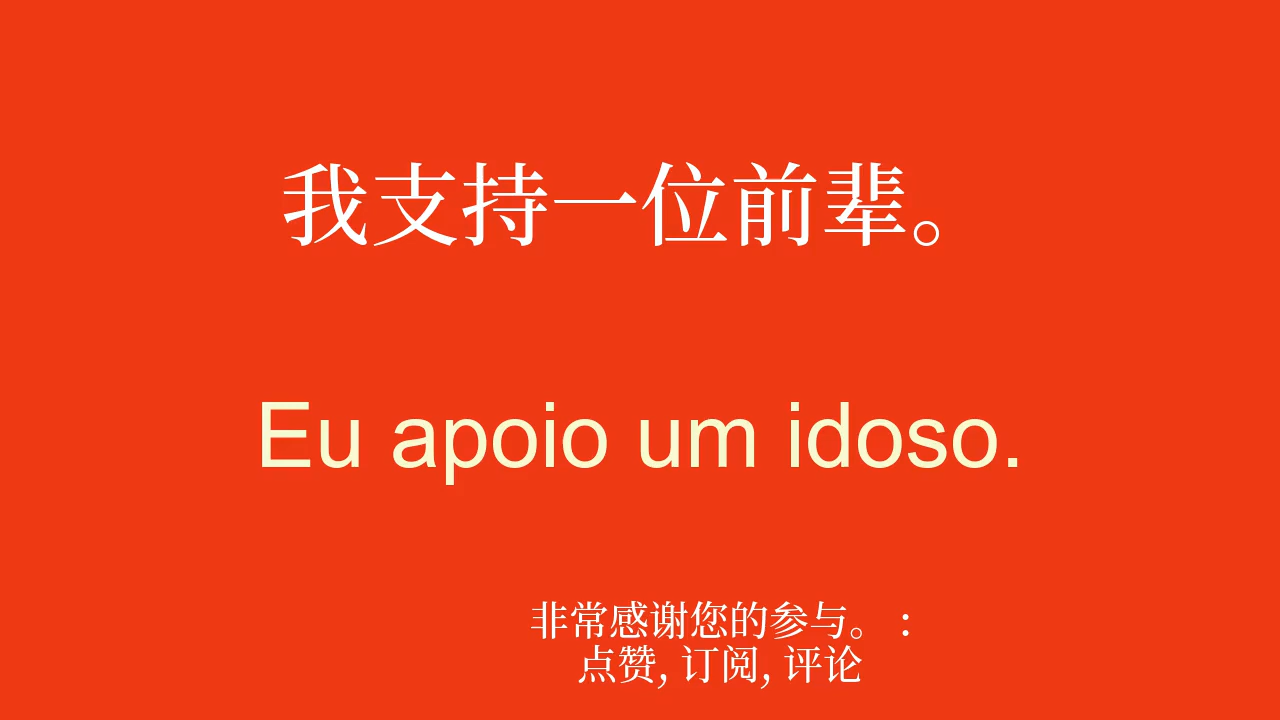 我支持一位前辈。
Eu apoio um idoso.
非常感谢您的参与。 :
点赞, 订阅, 评论